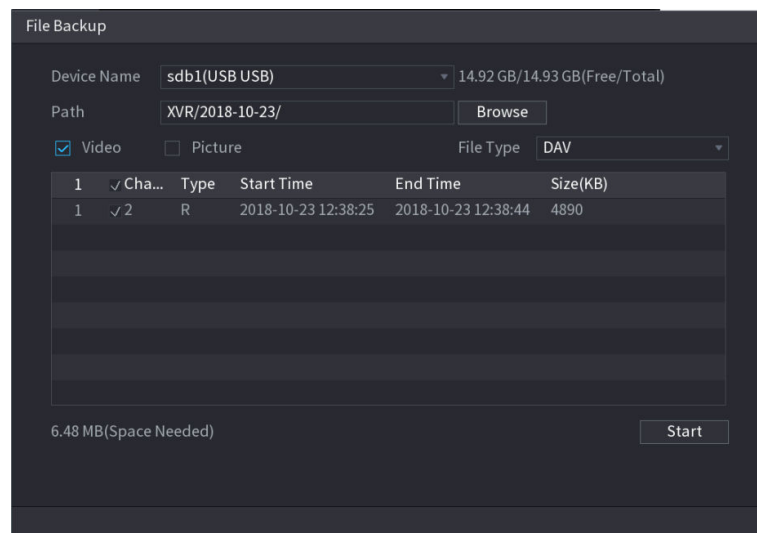 File Backup
Device Name sdb1(USB USB) 14.92 GB/14.93 GB(Free/Total)
Path XVR/2018-10-23/ Browse
Video Picture File Type DAV
1 Cha... Type Start Time End Time Size(KB)
1 2 R 2018-10-23 12:38:25 2018-10-23 12:38:44 4890
6.48 MB(Space Needed) Start